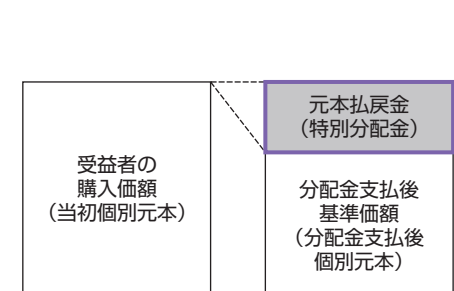 受益者の
購入価額
（当初個別元本）
元本払戻金
（特別分配金）
分配金支払後
基準価額
（分配金支払後
個別元本）